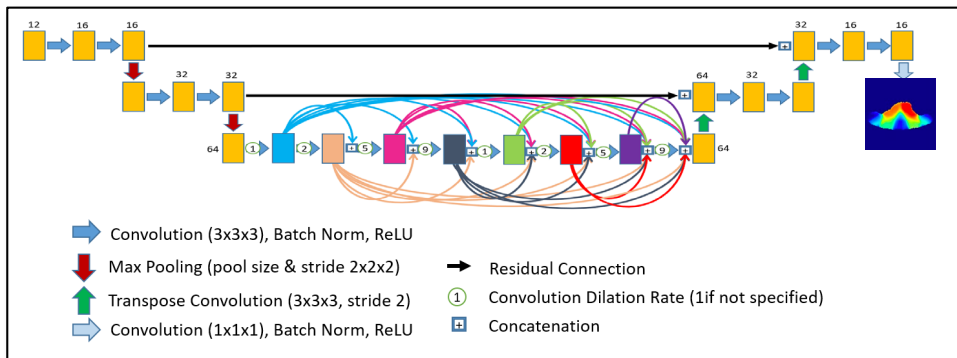 12 16 16 32 16 16
32 32 64 32
64 1 2 5 9 1 2 5 9 64
Convolution (3x3x3), Batch Norm, ReLU
Max Pooling (pool size & stride 2x2x2)
Residual Connection
Transpose Convolution (3x3x3, stride 2)
1 Convolution Dilation Rate (1if not specified)
Convolution (1x1x1), Batch Norm, ReLU
+ Concatenation